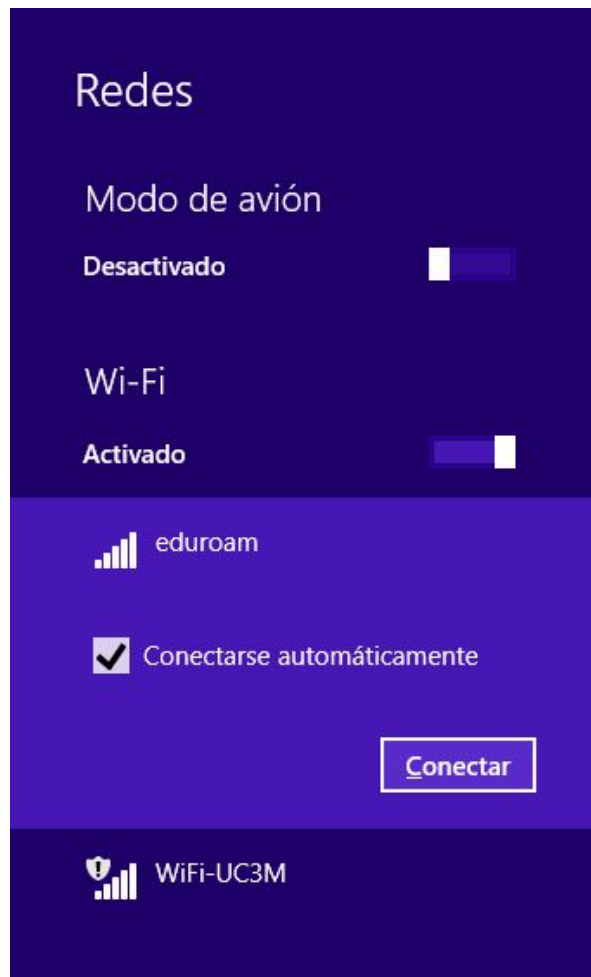 Redes
Modo de avión
Desactivado
Wi-Fi
Activado
eduroam
Conectarse automáticamente
Conectar
WiFi-UC3M